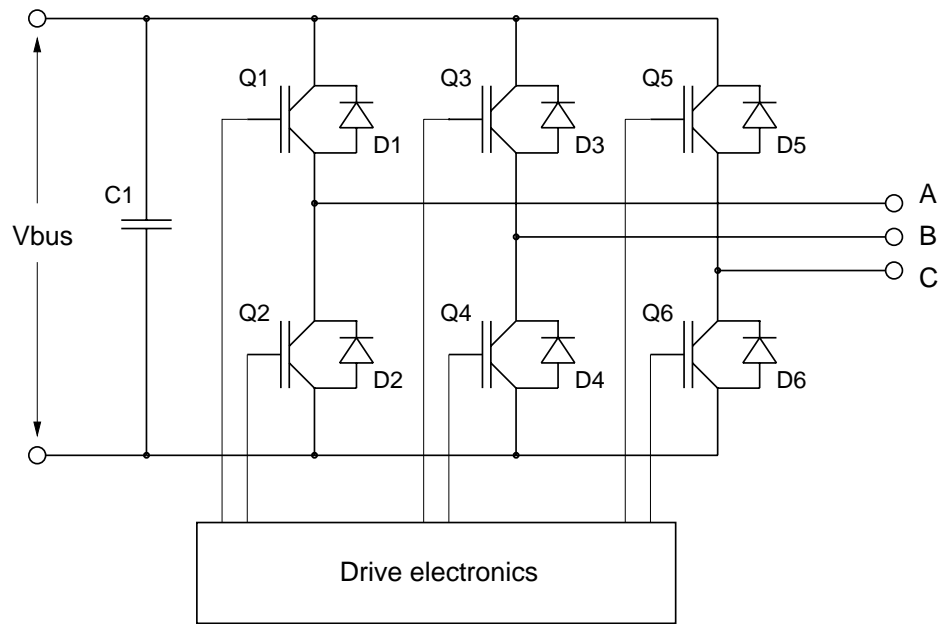 Q1
Q3
Q5
D1
D3
D5
C1
A
Vbus
B
C
Q2
Q4
Q6
D2
D4
D6
Drive electronics